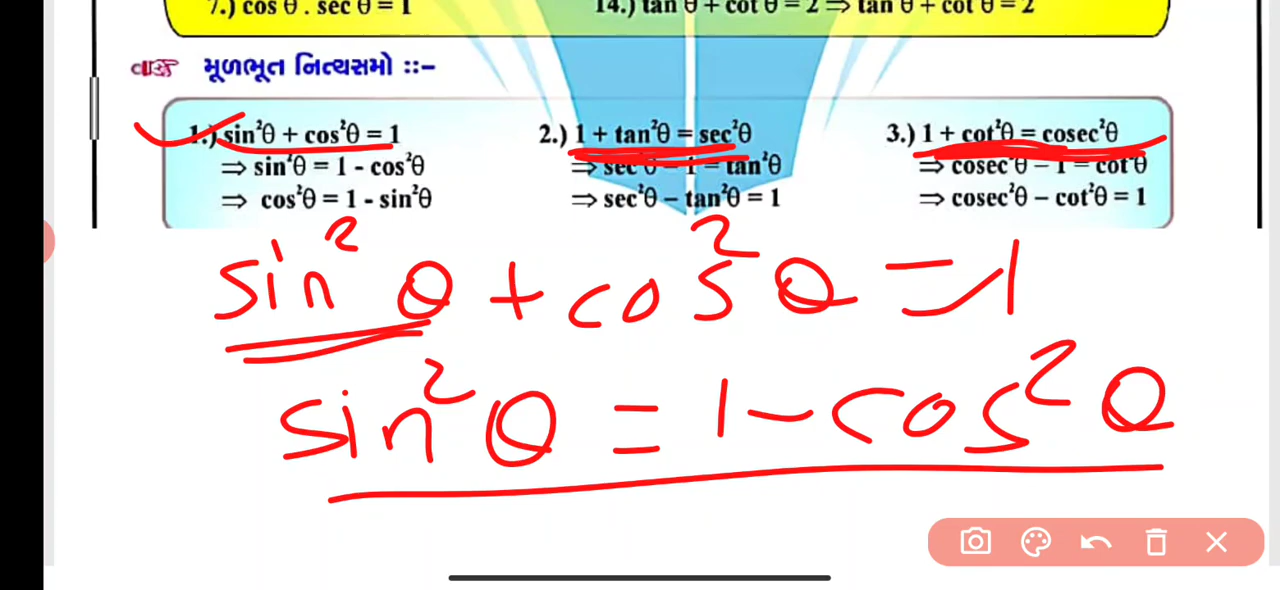 7.) cos θ . sec θ = 1
14.) tan θ + cot θ = 2 ⇒ tan θ + cot θ = 2
મૂળભૂત નિત્યસમો ::-
1.) sin²θ + cos²θ = 1
⇒ sin²θ = 1 - cos²θ
⇒ cos²θ = 1 - sin²θ
2.) 1 + tan²θ = sec²θ
⇒ sec²θ – 1 = tan²θ
⇒ sec²θ – tan²θ = 1
3.) 1 + cot²θ = cosec²θ
⇒ cosec²θ – 1 = cot²θ
⇒ cosec²θ – cot²θ = 1
sin²θ + cos²θ = 1
sin²θ = 1 - cos²θ